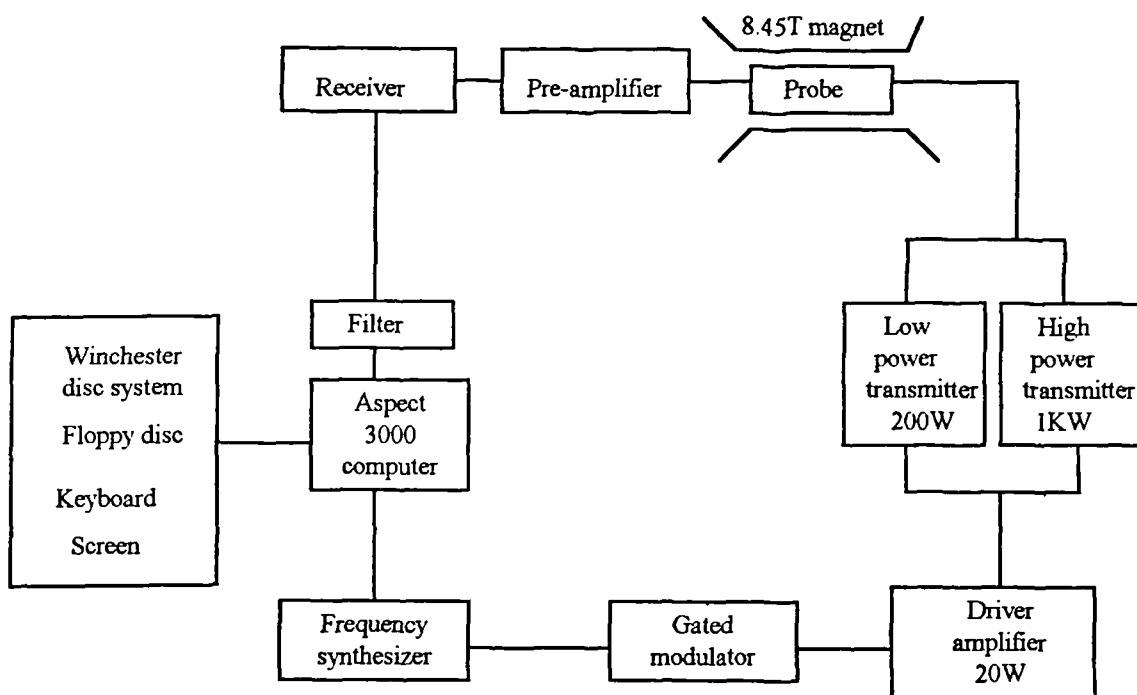 8.45T magnet
Receiver
Pre-amplifier
Probe
Filter
Low
power
transmitter
200W
High
power
transmitter
1KW
Winchester
disc system
Floppy disc
Keyboard
Screen
Aspect
3000
computer
Frequency
synthesizer
Gated
modulator
Driver
amplifier
20W